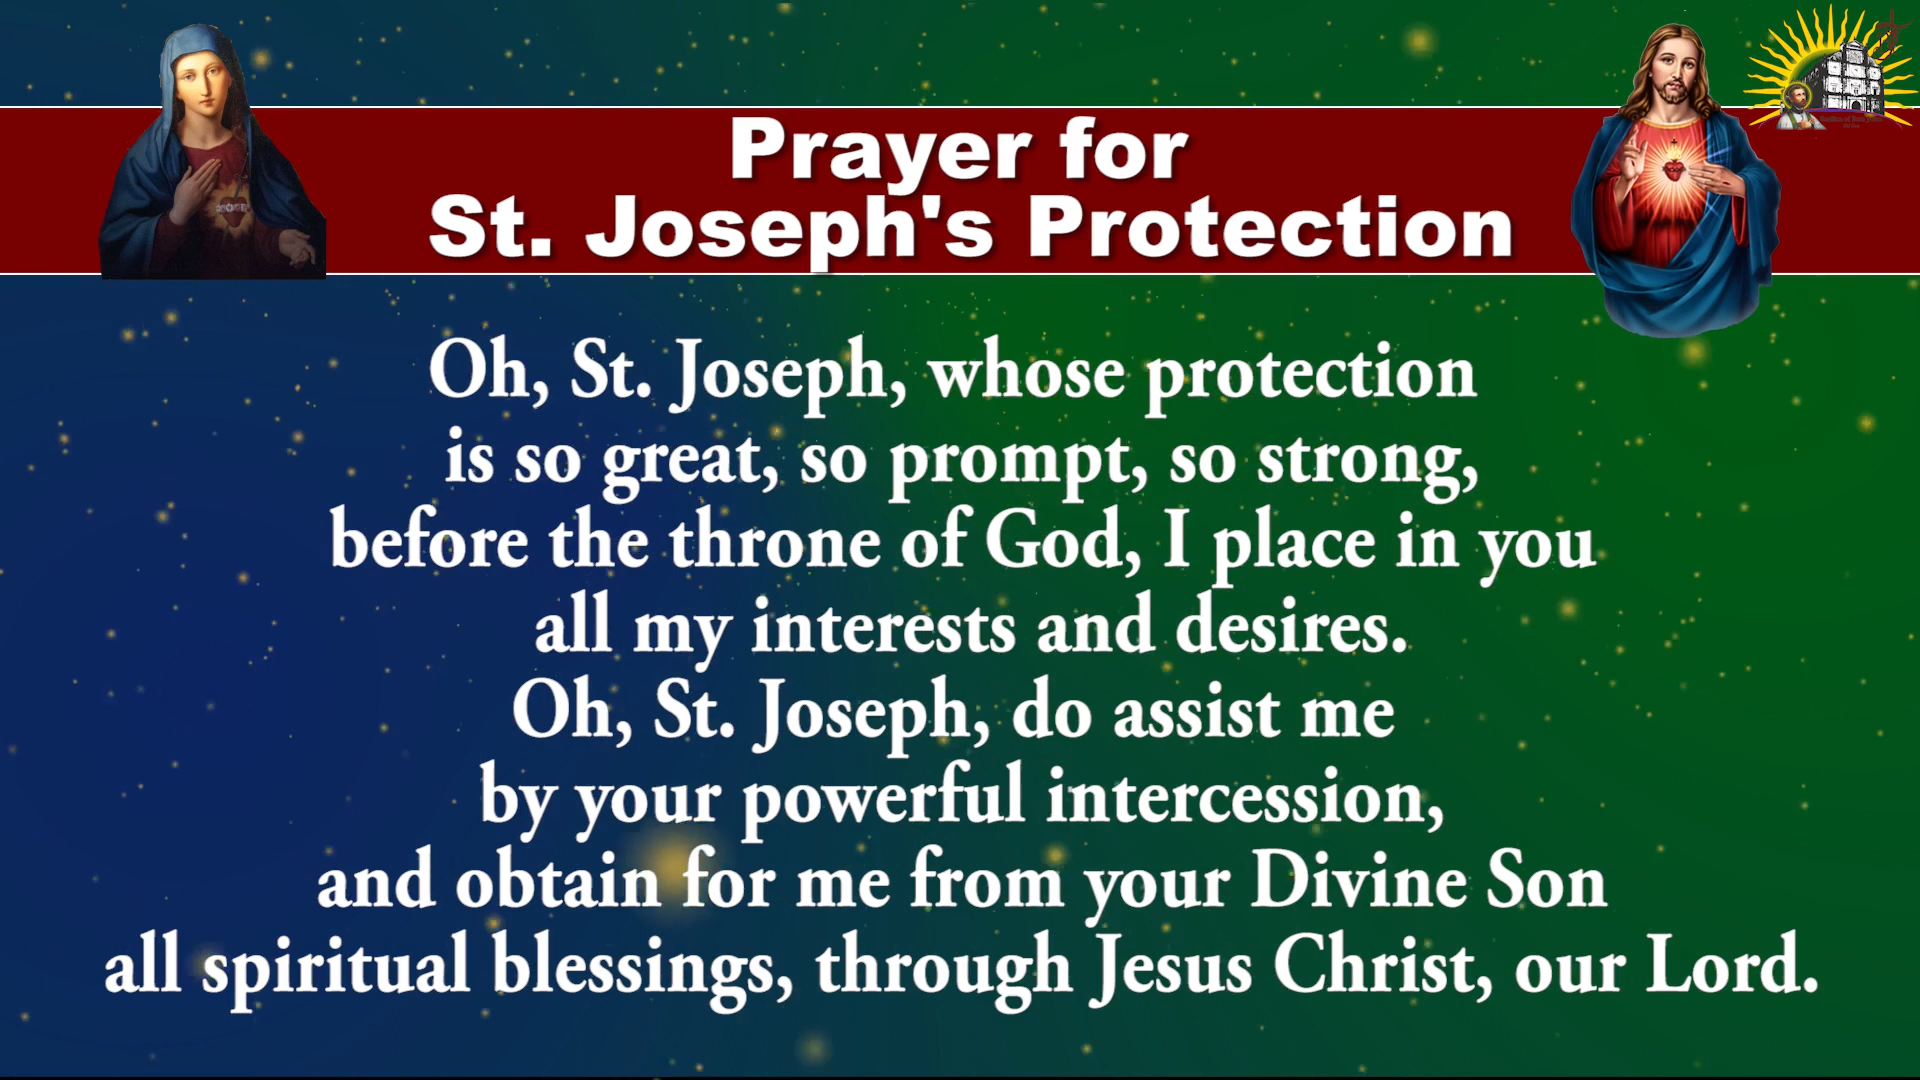 Prayer for
St. Joseph's Protection
Oh, St. Joseph, whose protection
is so great, so prompt, so strong,
before the throne of God, I place in you
all my interests and desires.
Oh, St. Joseph, do assist me
by your powerful intercession,
and obtain for me from your Divine Son
all spiritual blessings, through Jesus Christ, our Lord.